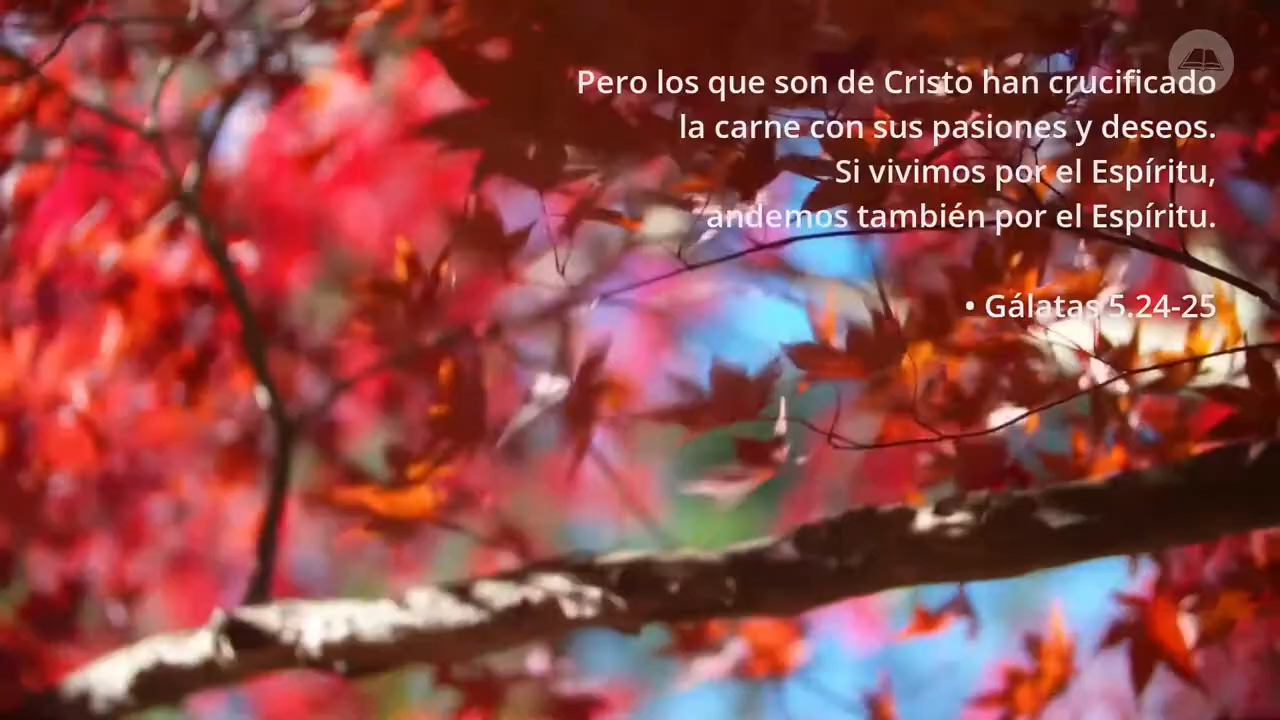 Pero los que son de Cristo han crucificado
la carne con sus pasiones y deseos.
Si vivimos por el Espíritu,
andemos también por el Espíritu.
• Gálatas 5.24-25